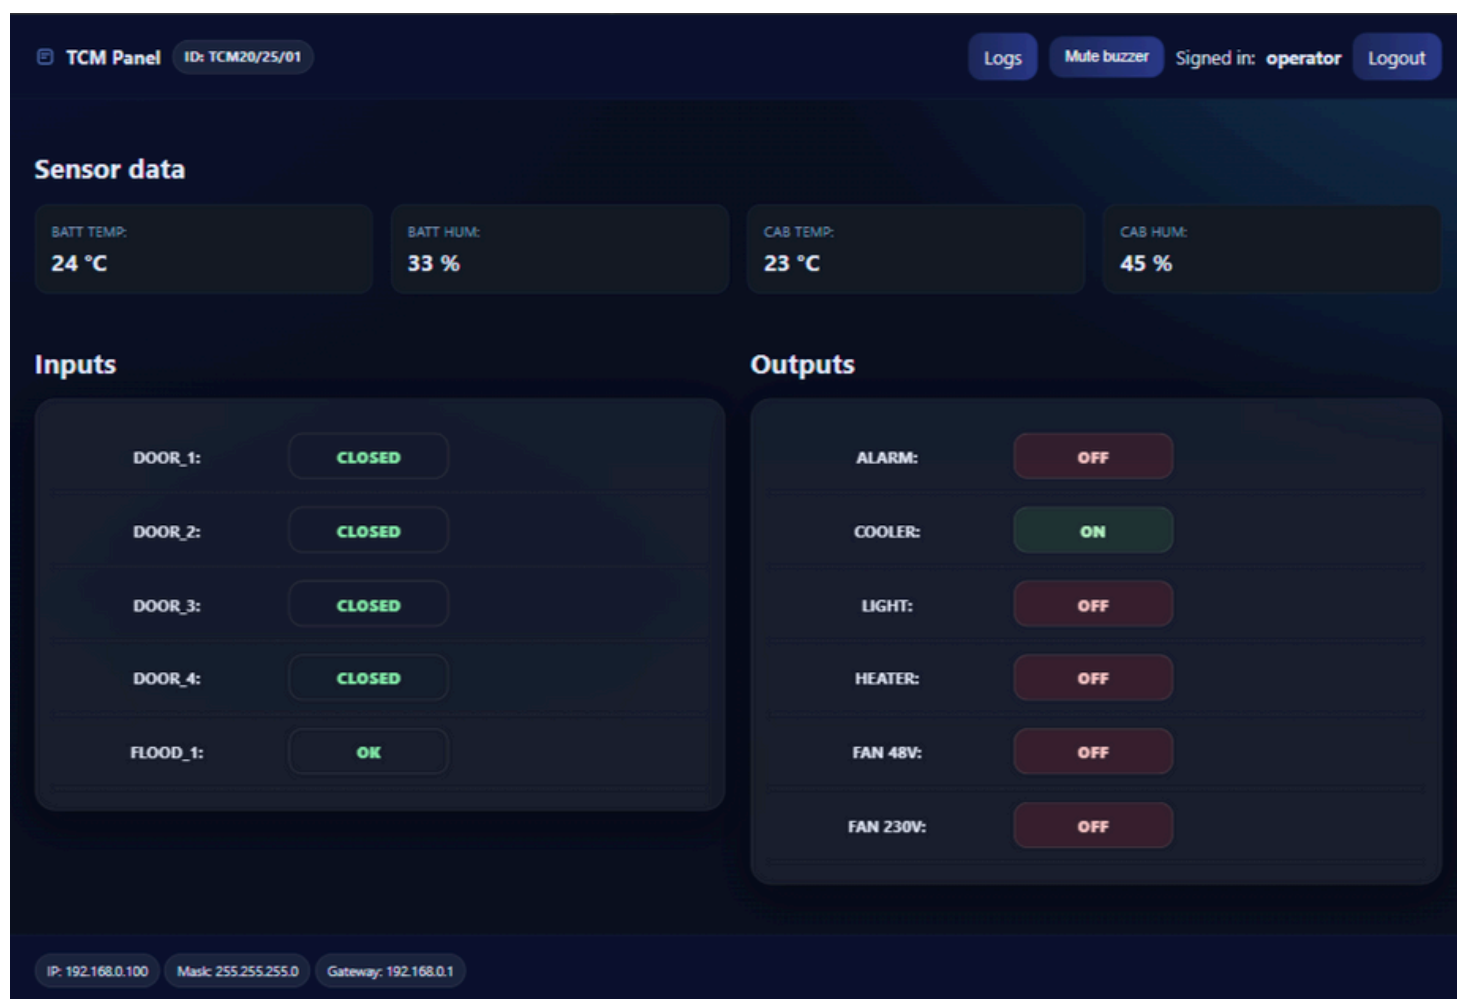 TCM Panel
ID: TCM20/25/01
Logs
Mute buzzer
Signed in: operator
Logout
Sensor data
BATT TEMP:
24 °C
BATT HUM:
33 %
CAB TEMP:
23 °C
CAB HUM:
45 %
Inputs
DOOR_1: CLOSED
DOOR_2: CLOSED
DOOR_3: CLOSED
DOOR_4: CLOSED
FLOOD_1: OK
Outputs
ALARM: OFF
COOLER: ON
LIGHT: OFF
HEATER: OFF
FAN 48V: OFF
FAN 230V: OFF
IP: 192.168.0.100
Mask: 255.255.255.0
Gateway: 192.168.0.1